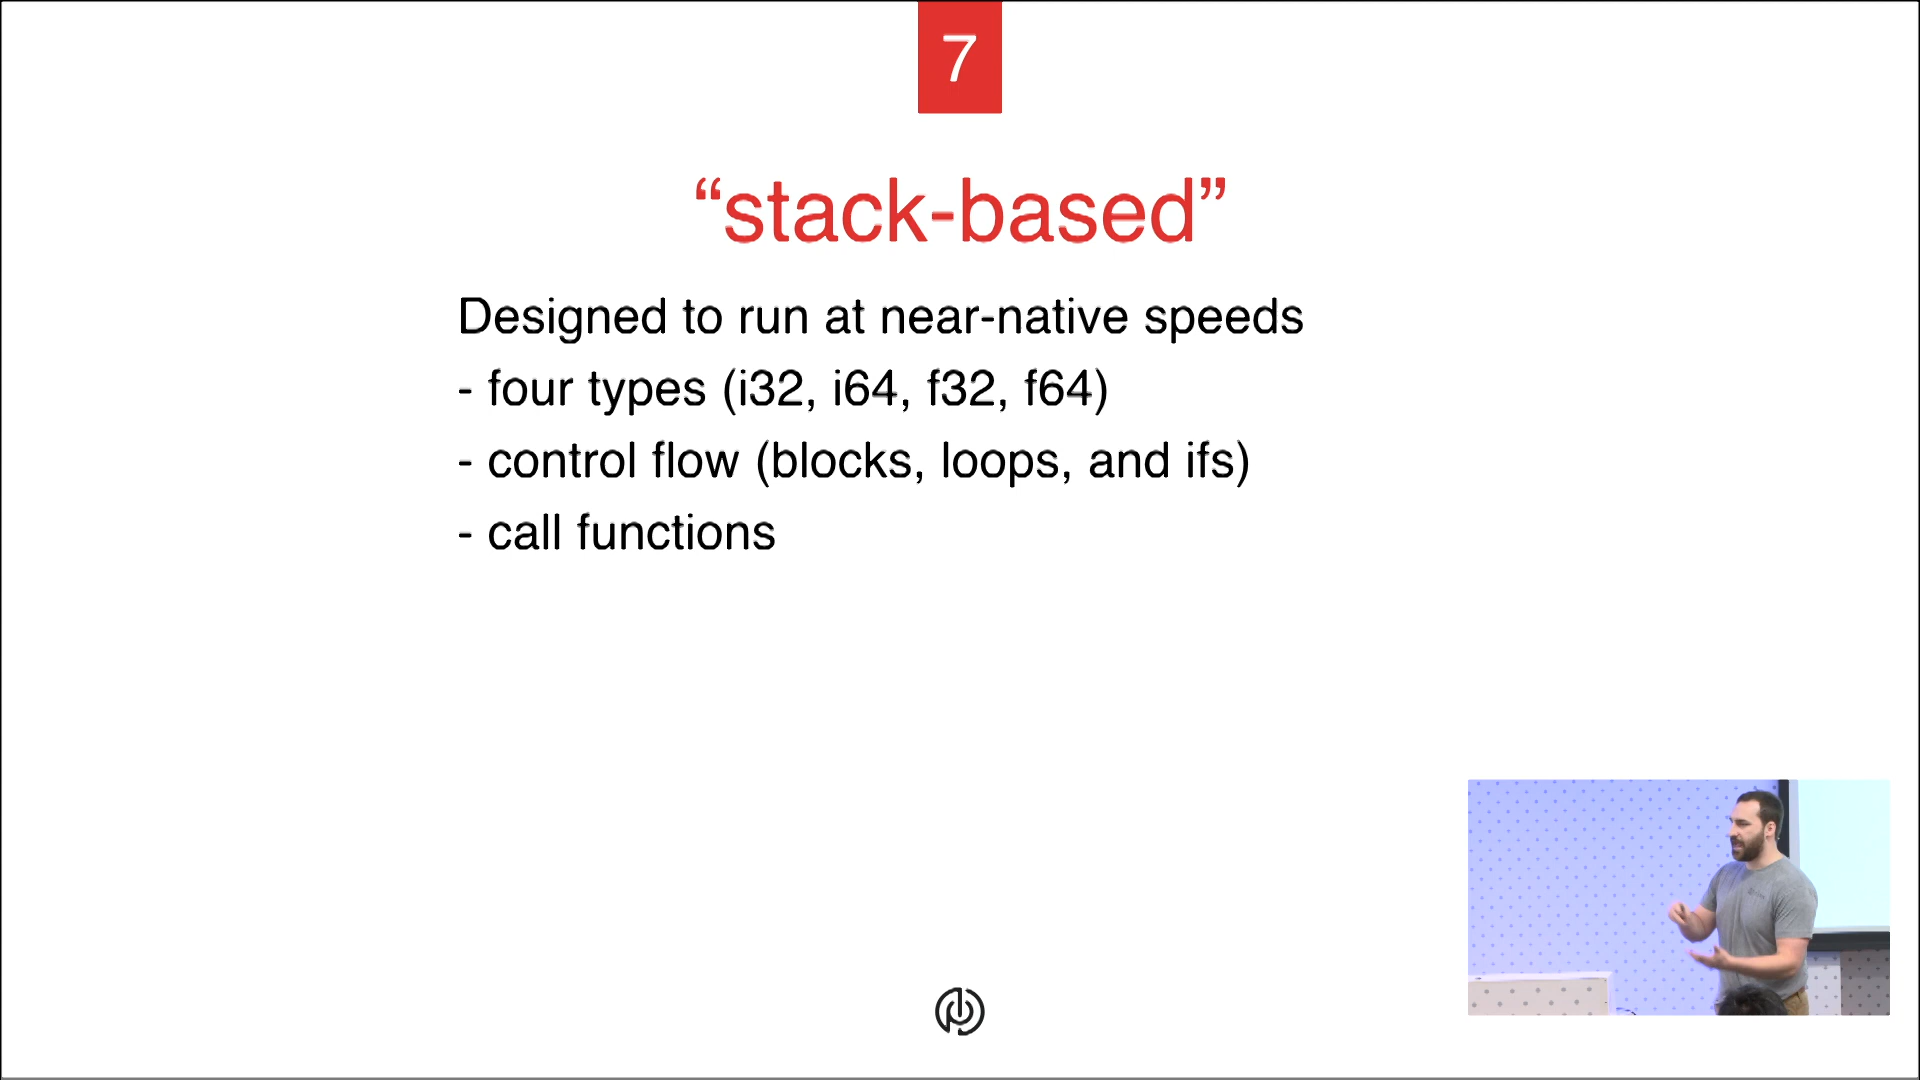 7
“stack-based”
Designed to run at near-native speeds
- four types (i32, i64, f32, f64)
- control flow (blocks, loops, and ifs)
- call functions